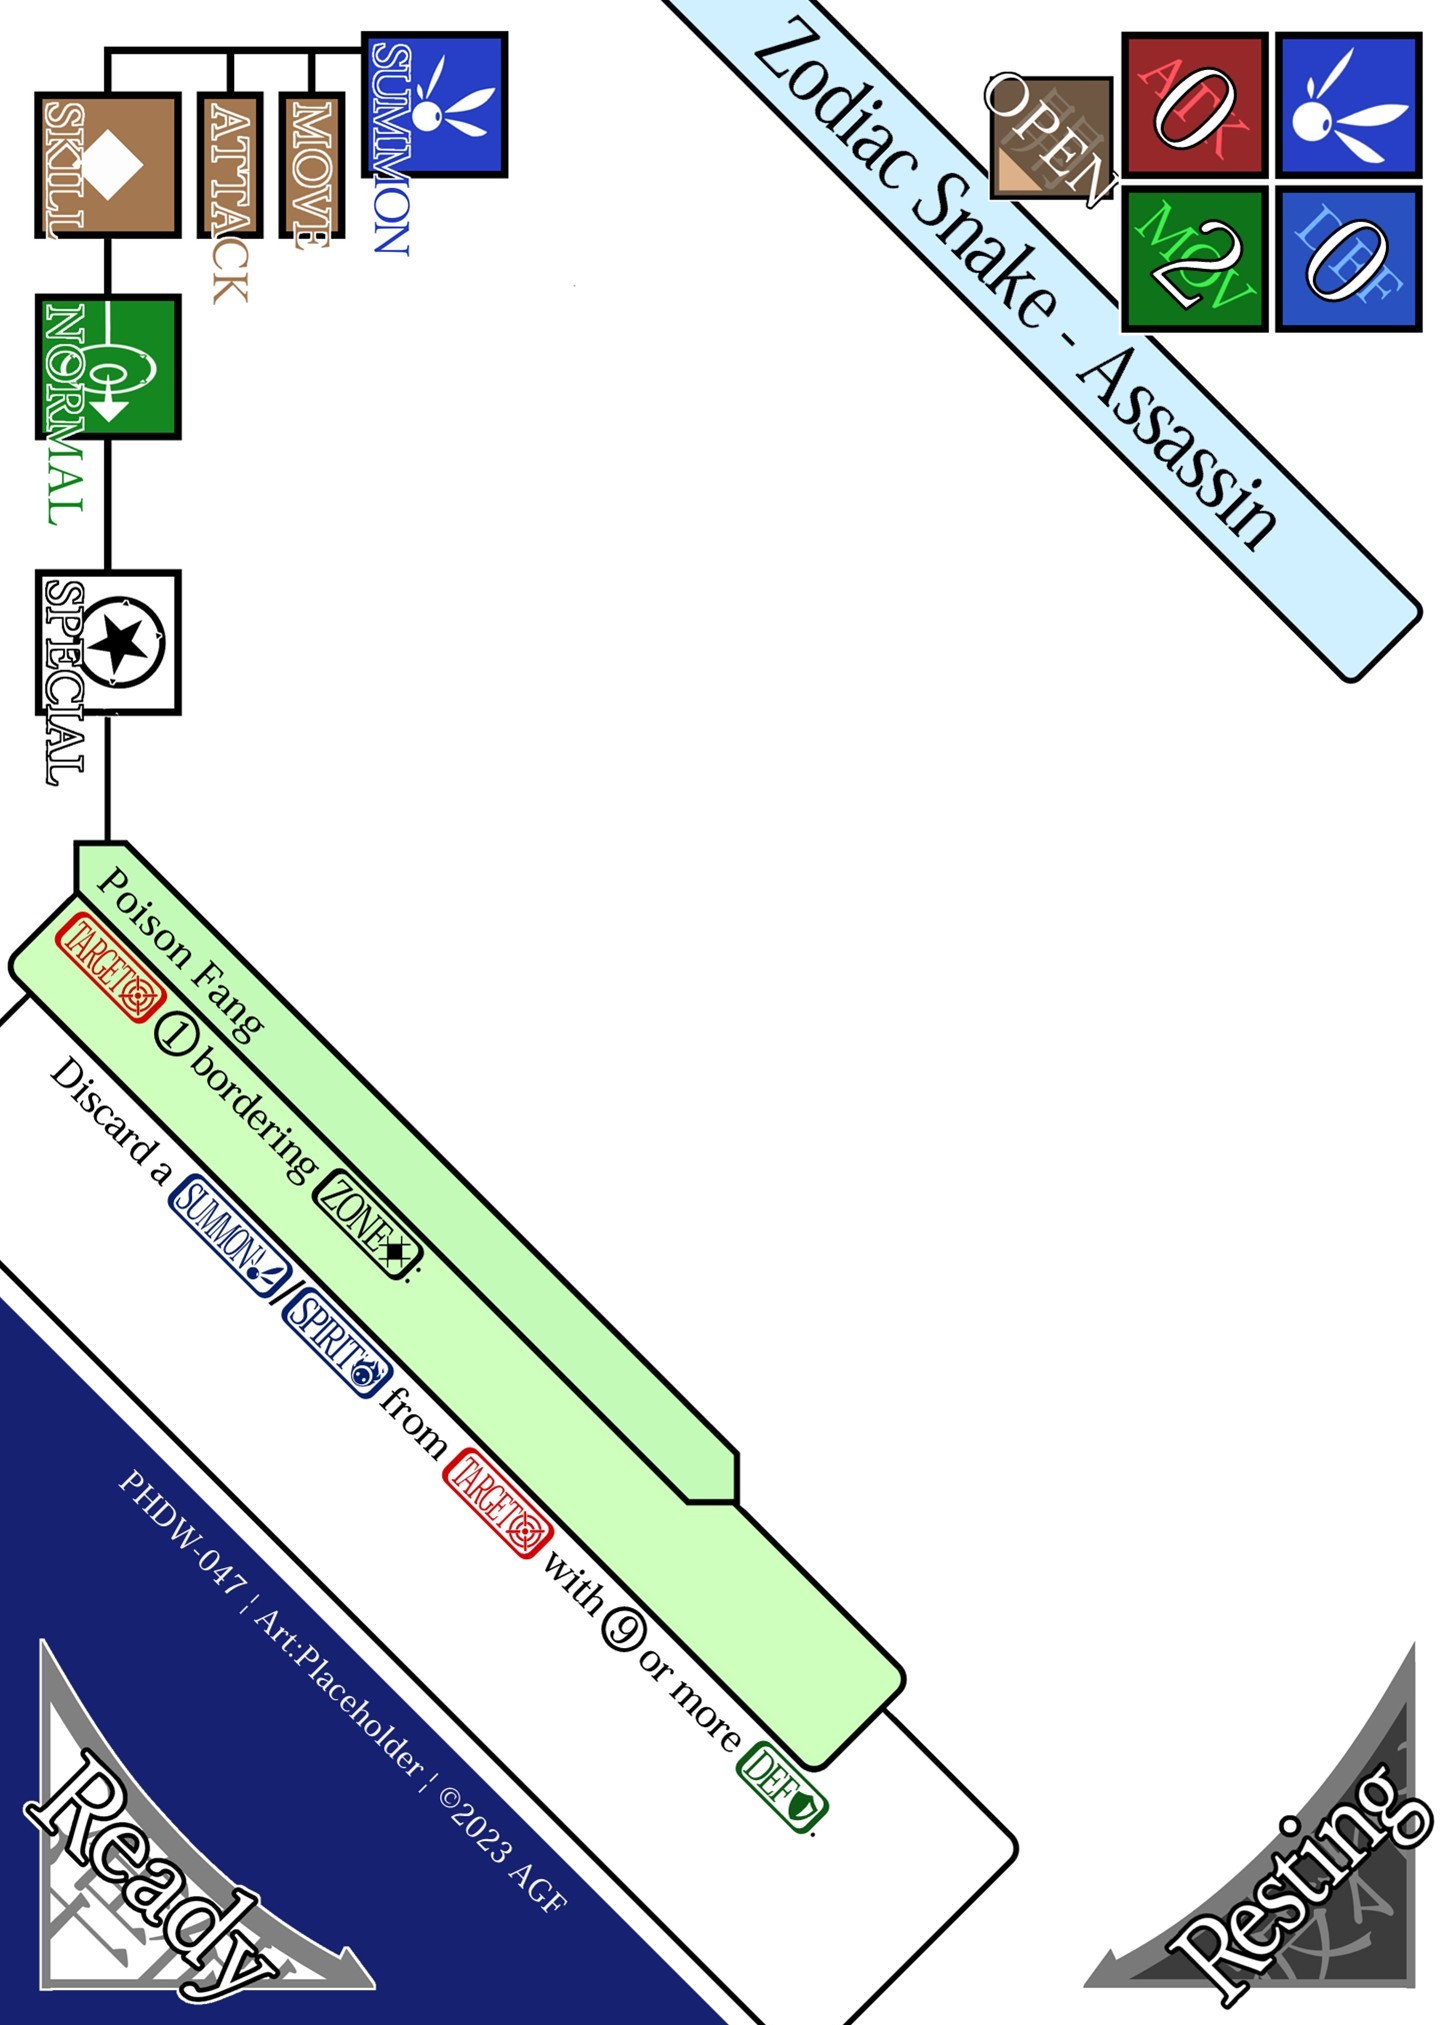 Zodiac Snake - Assassin
ATK 0
MOV 2
DEF 0
OPEN
SUMMON
MOVE
ATTACK
SKILL
NORMAL
SPECIAL
Poison Fang
TARGET ① bordering ZONE:
Discard a SUMMON/SPIRIT from TARGET with ⑨ or more DEF.
PHDW-047 ¦ Art:Placeholder ¦ ©2023 AGF
Ready
Resting